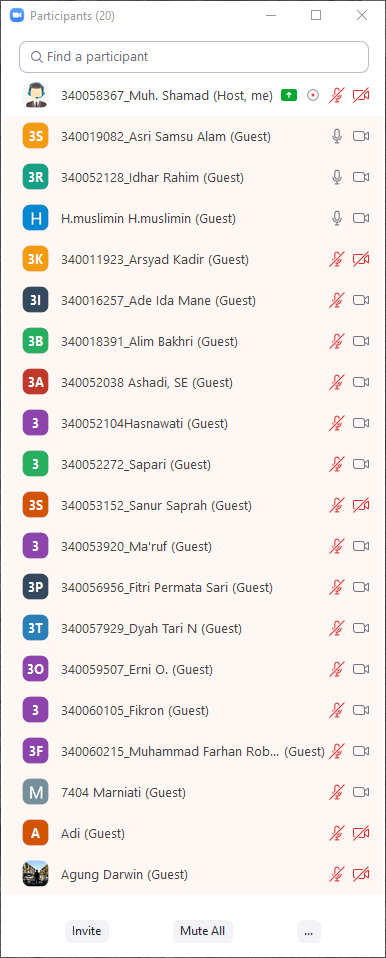 Participants (20)
Find a participant
340058367_Muh. Shamad (Host, me)
3S 340019082_Asri Samsu Alam (Guest)
3R 340052128_Idhar Rahim (Guest)
H H.muslimin H.muslimin (Guest)
3K 340011923_Arsyad Kadir (Guest)
3I 340016257_Ade Ida Mane (Guest)
3B 340018391_Alim Bakhri (Guest)
3A 340052038 Ashadi, SE (Guest)
3 340052104Hasnawati (Guest)
3 340052272_Sapari (Guest)
3S 340053152_Sanur Saprah (Guest)
3 340053920_Ma'ruf (Guest)
3P 340056956_Fitri Permata Sari (Guest)
3T 340057929_Dyah Tari N (Guest)
3O 340059507_Erni O. (Guest)
3 340060105_Fikron (Guest)
3F 340060215_Muhammad Farhan Rob... (Guest)
M 7404 Marniati (Guest)
A Adi (Guest)
Agung Darwin (Guest)
Invite Mute All ...